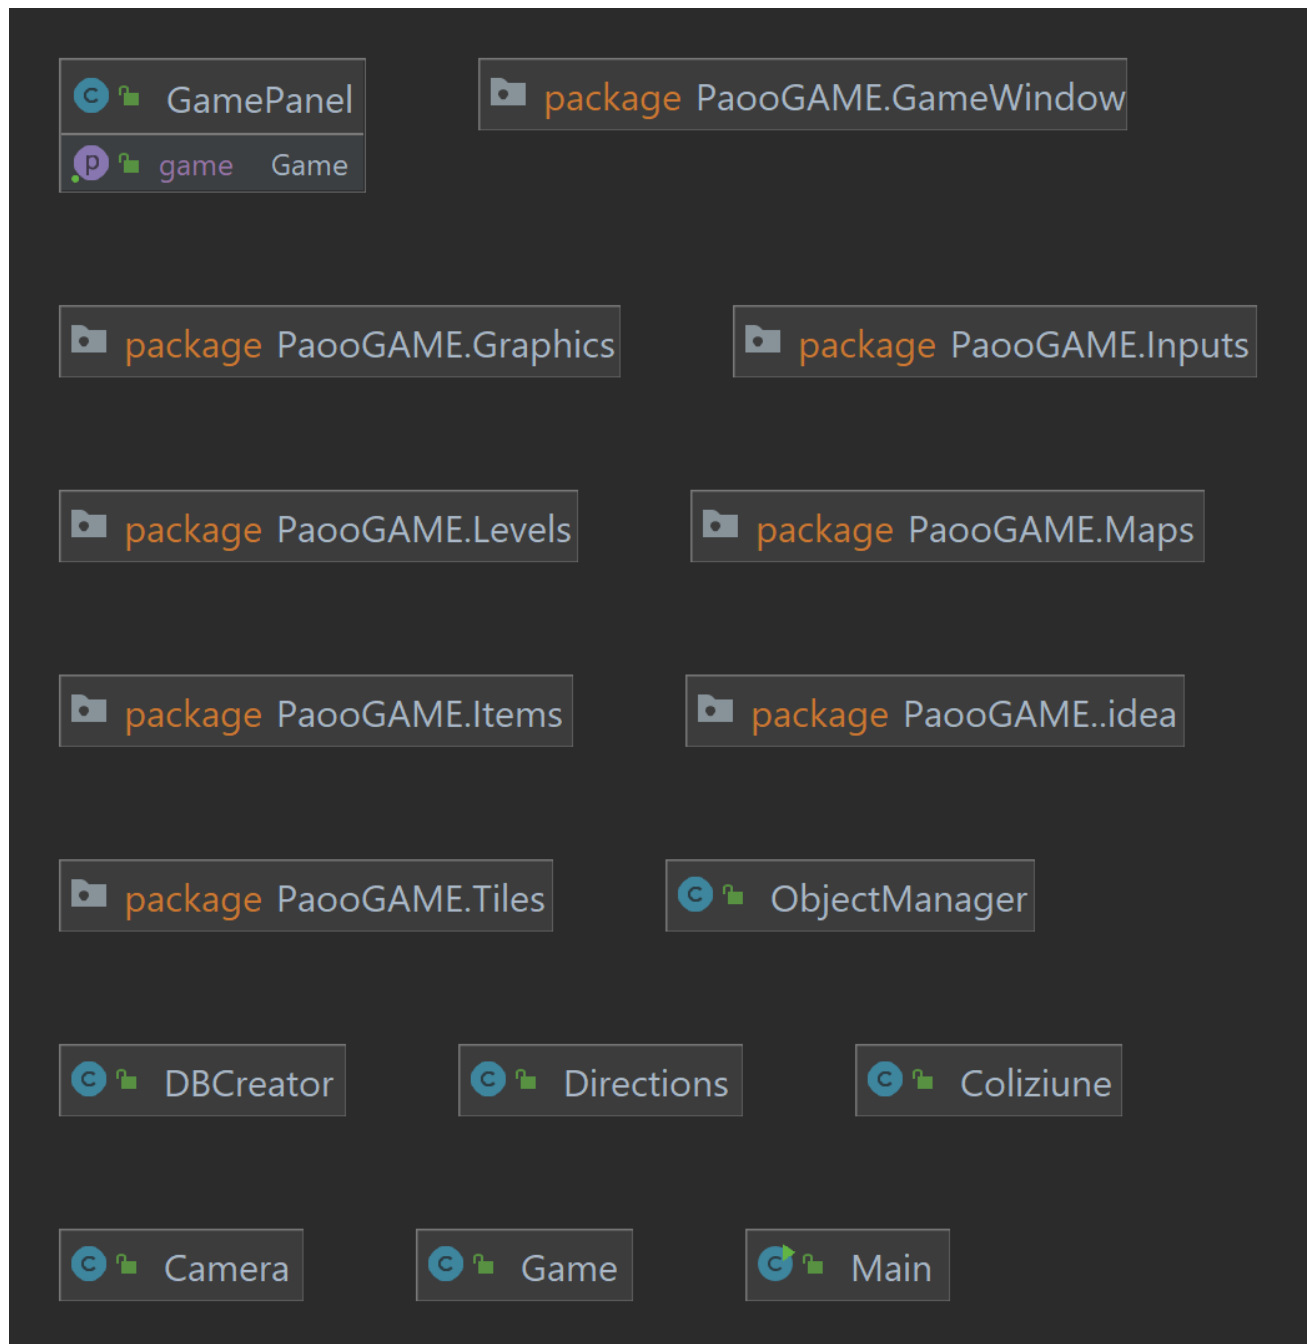 GamePanel package PaooGAME.GameWindow
game Game
package PaooGAME.Graphics package PaooGAME.Inputs
package PaooGAME.Levels package PaooGAME.Maps
package PaooGAME.Items package PaooGAME..idea
package PaooGAME.Tiles ObjectManager
DBCreator Directions Coliziune
Camera Game Main